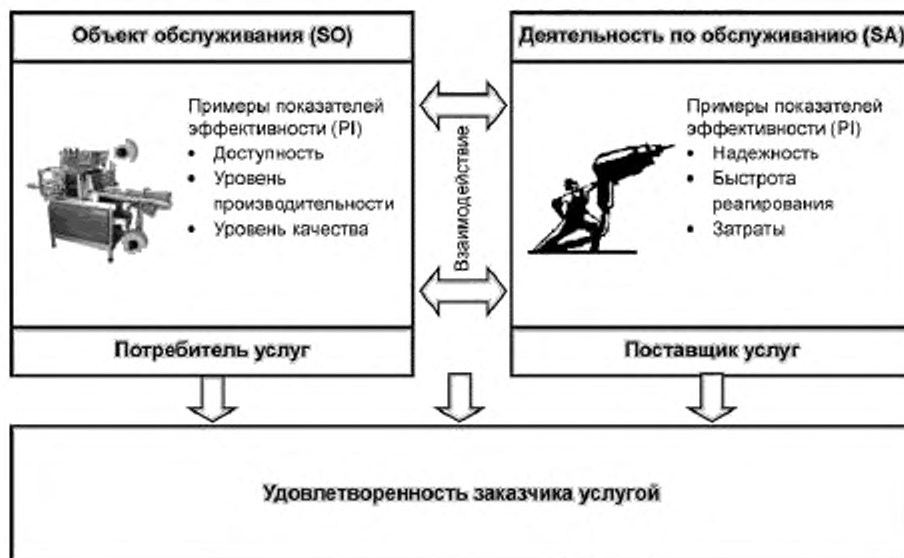 Объект обслуживания (SO)
Примеры показателей
эффективности (PI)
• Доступность
• Уровень
производительности
• Уровень качества
Потребитель услуг
Взаимодействие
Деятельность по обслуживанию (SA)
Примеры показателей
эффективности (PI)
• Надежность
• Быстрота
реагирования
• Затраты
Поставщик услуг
Удовлетворенность заказчика услугой